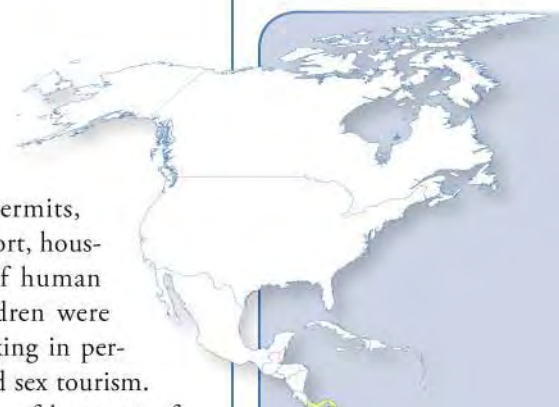 ermits,
ort, hous-
f human
dren were
king in per-
d sex tourism.